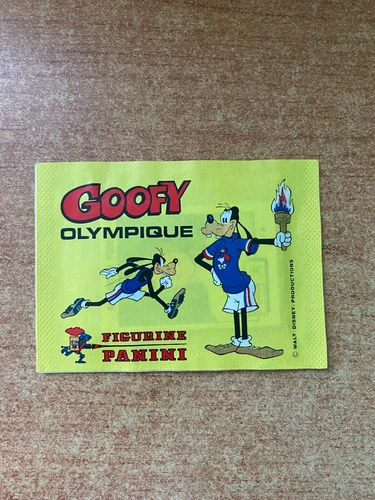 GOOFY
OLYMPIQUE
FIGURINE
PANINI
© WALT DISNEY PRODUCTIONS